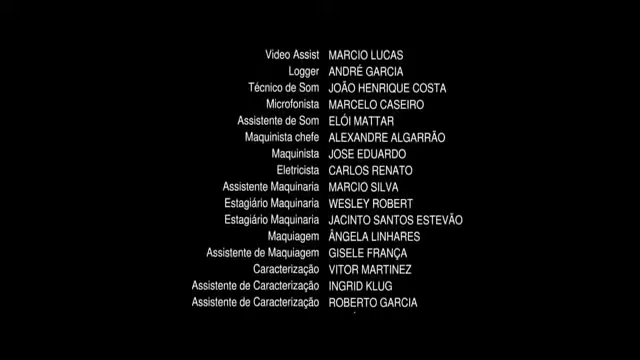 Video Assist MARCIO LUCAS
Logger ANDRÉ GARCIA
Técnico de Som JOÃO HENRIQUE COSTA
Microfonista MARCELO CASEIRO
Assistente de Som ELÓI MATTAR
Maquinista chefe ALEXANDRE ALGARRÃO
Maquinista JOSE EDUARDO
Eletricista CARLOS RENATO
Assistente Maquinaria MARCIO SILVA
Estagiário Maquinaria WESLEY ROBERT
Estagiário Maquinaria JACINTO SANTOS ESTEVÃO
Maquiagem ÂNGELA LINHARES
Assistente de Maquiagem GISELE FRANÇA
Caracterização VITOR MARTINEZ
Assistente de Caracterização INGRID KLUG
Assistente de Caracterização ROBERTO GARCIA